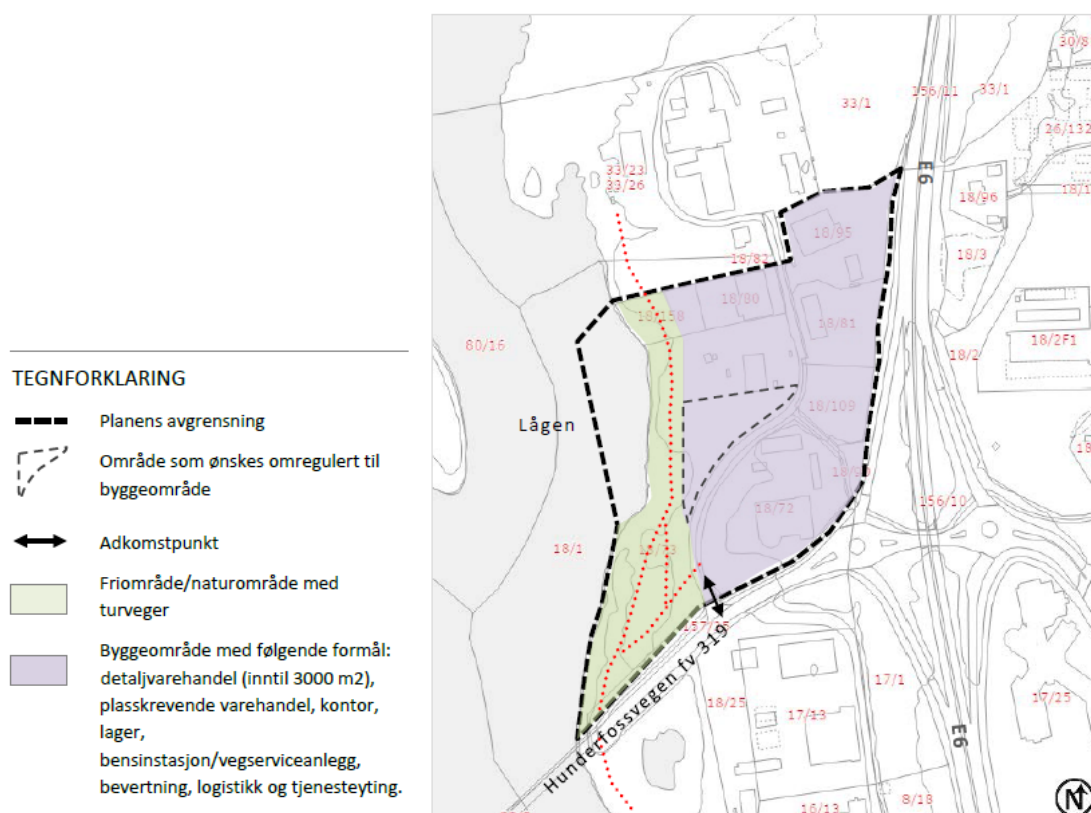 TEGNFORKLARING
Planens avgrensning
Område som ønskes omregulert til
byggeområde
Adkomstpunkt
Friområde/naturområde med
turveger
Byggeområde med følgende formål:
detaljvarehandel (inntil 3000 m2),
plasskrevende varehandel, kontor,
lager,
bensinstasjon/vegserviceanlegg,
bevertning, logistikk og tjenesteyting.
30/8
33/1
156/11
33/1
26/132
33/23
33/26
E6
18/96
18/1
18/95
18/82
18/3
18/90
18/158
18/81
80/16
18/2F1
18/2
Lågen
18/109
18/72
156/10
18/1
Hunderfossvegen fv 319
18/25
17/1
17/13
17/25
E6
16/13
8/13
N